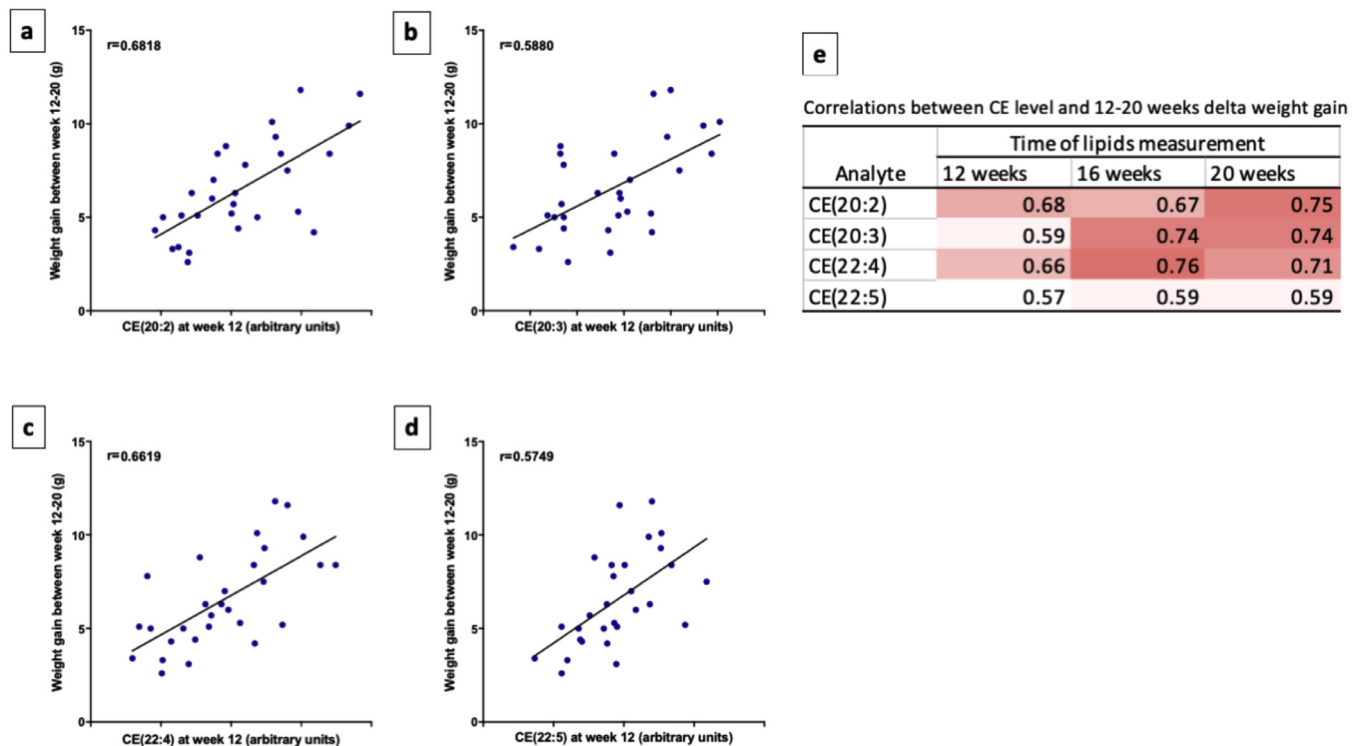 a
r=0.6818
15
10
5
0
Weight gain between week 12-20 (g)
CE(20:2) at week 12 (arbitrary units)
b
r=0.5880
15
10
5
0
Weight gain between week 12-20 (g)
CE(20:3) at week 12 (arbitrary units)
e
Correlations between CE level and 12-20 weeks delta weight gain
Time of lipids measurement
Analyte 12 weeks 16 weeks 20 weeks
CE(20:2) 0.68 0.67 0.75
CE(20:3) 0.59 0.74 0.74
CE(22:4) 0.66 0.76 0.71
CE(22:5) 0.57 0.59 0.59
c
r=0.6619
15
10
5
0
Weight gain between week 12-20 (g)
CE(22:4) at week 12 (arbitrary units)
d
r=0.5749
15
10
5
0
Weight gain between week 12-20 (g)
CE(22:5) at week 12 (arbitrary units)